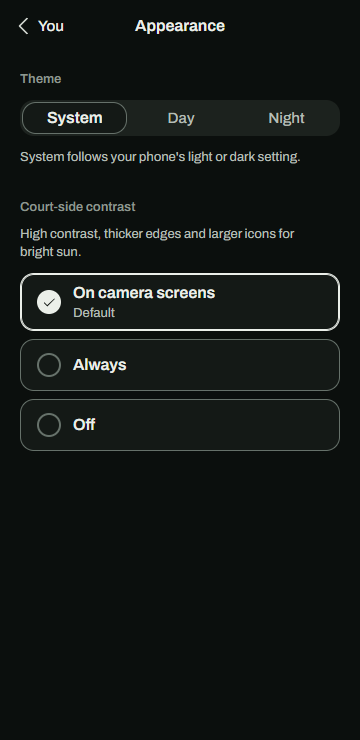 You
Appearance
Theme
System
Day
Night
System follows your phone's light or dark setting.
Court-side contrast
High contrast, thicker edges and larger icons for
bright sun.
On camera screens
Default
Always
Off